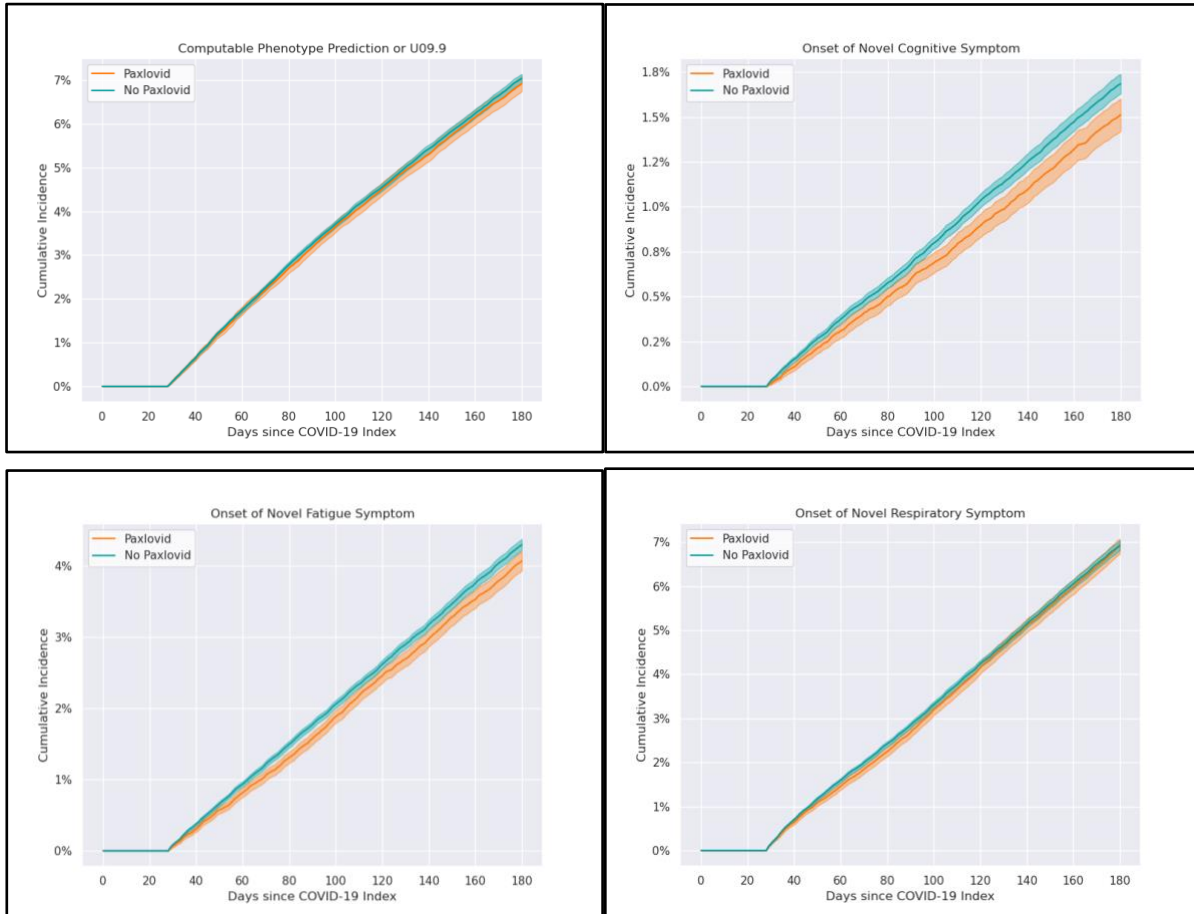 Computable Phenotype Prediction or U09.9
Paxlovid
No Paxlovid
7%
6%
5%
4%
3%
2%
1%
0%
Cumulative Incidence
0 20 40 60 80 100 120 140 160 180
Days since COVID-19 Index
Onset of Novel Cognitive Symptom
Paxlovid
No Paxlovid
1.8%
1.5%
1.2%
1.0%
0.8%
0.5%
0.2%
0.0%
Cumulative Incidence
0 20 40 60 80 100 120 140 160 180
Days since COVID-19 Index
Onset of Novel Fatigue Symptom
Paxlovid
No Paxlovid
4%
3%
2%
1%
0%
Cumulative Incidence
0 20 40 60 80 100 120 140 160 180
Days since COVID-19 Index
Onset of Novel Respiratory Symptom
Paxlovid
No Paxlovid
7%
6%
5%
4%
3%
2%
1%
0%
Cumulative Incidence
0 20 40 60 80 100 120 140 160 180
Days since COVID-19 Index